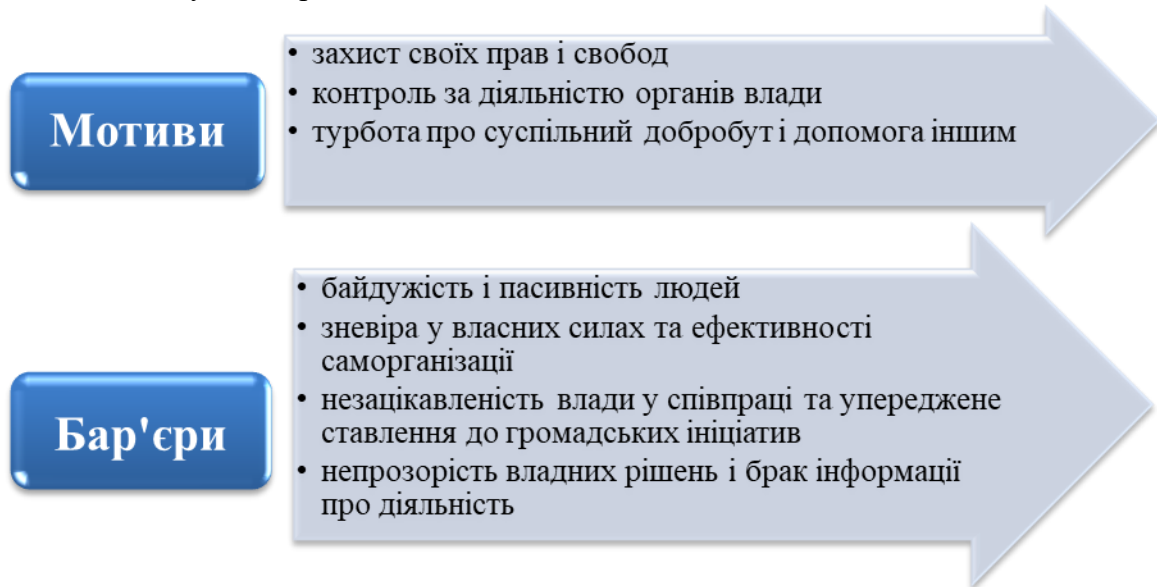 Мотиви
• захист своїх прав і свобод
• контроль за діяльністю органів влади
• турбота про суспільний добробут і допомога іншим
Бар'єри
• байдужість і пасивність людей
• зневіра у власних силах та ефективності
самоорганізації
• незацікавленість влади у співпраці та упереджене
ставлення до громадських ініціатив
• непрозорість владних рішень і брак інформації
про діяльність